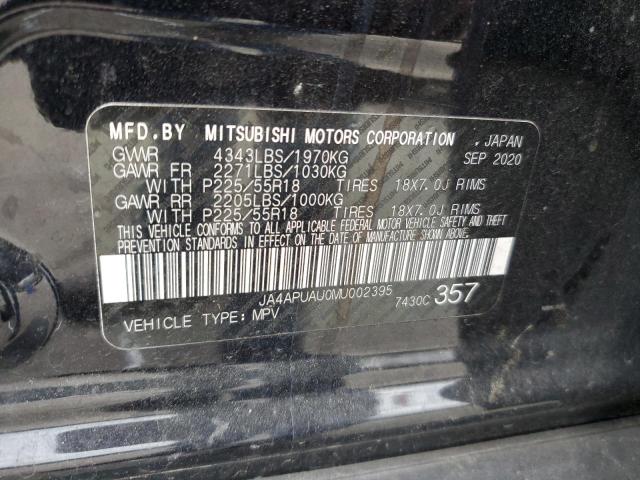 MFD.BY MITSUBISHI MOTORS CORPORATION . JAPAN
GVWR 4343LBS/1970KG SEP 2020
GAWR FR 2271LBS/1030KG
WITH P225/55R18 TIRES 18X7.0J RIMS
GAWR RR 2205LBS/1000KG
WITH P225/55R18 TIRES 18X7.0J RIMS
THIS VEHICLE CONFORMS TO ALL APPLICABLE FEDERAL MOTOR VEHICLE SAFETY AND THEFT
PREVENTION STANDARDS IN EFFECT ON THE DATE OF MANUFACTURE SHOWN ABOVE.
JA4APUAU0MU002395
VEHICLE TYPE: MPV 7430C 357